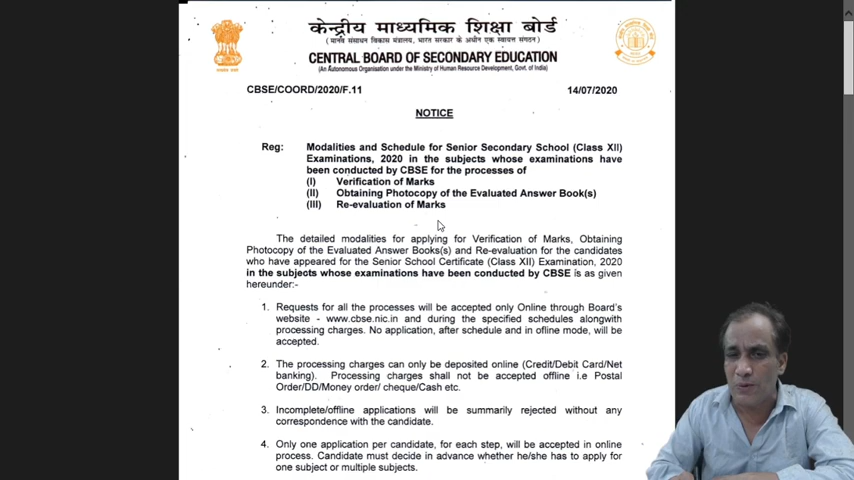 केन्द्रीय माध्यमिक शिक्षा बोर्ड
(मानव संसाधन विकास मंत्रालय, भारत सरकार के अधीन एक स्वायत्त संगठन)
CENTRAL BOARD OF SECONDARY EDUCATION
(An Autonomous Organisation under the Ministry of Human Resource Development, Govt. of India)
CBSE/COORD/2020/F.11 14/07/2020
NOTICE
Reg: Modalities and Schedule for Senior Secondary School (Class XII)
Examinations, 2020 in the subjects whose examinations have
been conducted by CBSE for the processes of
(I) Verification of Marks
(II) Obtaining Photocopy of the Evaluated Answer Book(s)
(III) Re-evaluation of Marks
The detailed modalities for applying for Verification of Marks, Obtaining
Photocopy of the Evaluated Answer Books(s) and Re-evaluation for the candidates
who have appeared for the Senior School Certificate (Class XII) Examination, 2020
in the subjects whose examinations have been conducted by CBSE is as given
hereunder:-
1. Requests for all the processes will be accepted only Online through Board's
website - www.cbse.nic.in and during the specified schedules alongwith
processing charges. No application, after schedule and in ofline mode, will be
accepted.
2. The processing charges can only be deposited online (Credit/Debit Card/Net
banking). Processing charges shall not be accepted offline i.e Postal
Order/DD/Money order/ cheque/Cash etc.
3. Incomplete/offline applications will be summarily rejected without any
correspondence with the candidate.
4. Only one application per candidate, for each step, will be accepted in online
process. Candidate must decide in advance whether he/she has to apply for
one subject or multiple subjects.